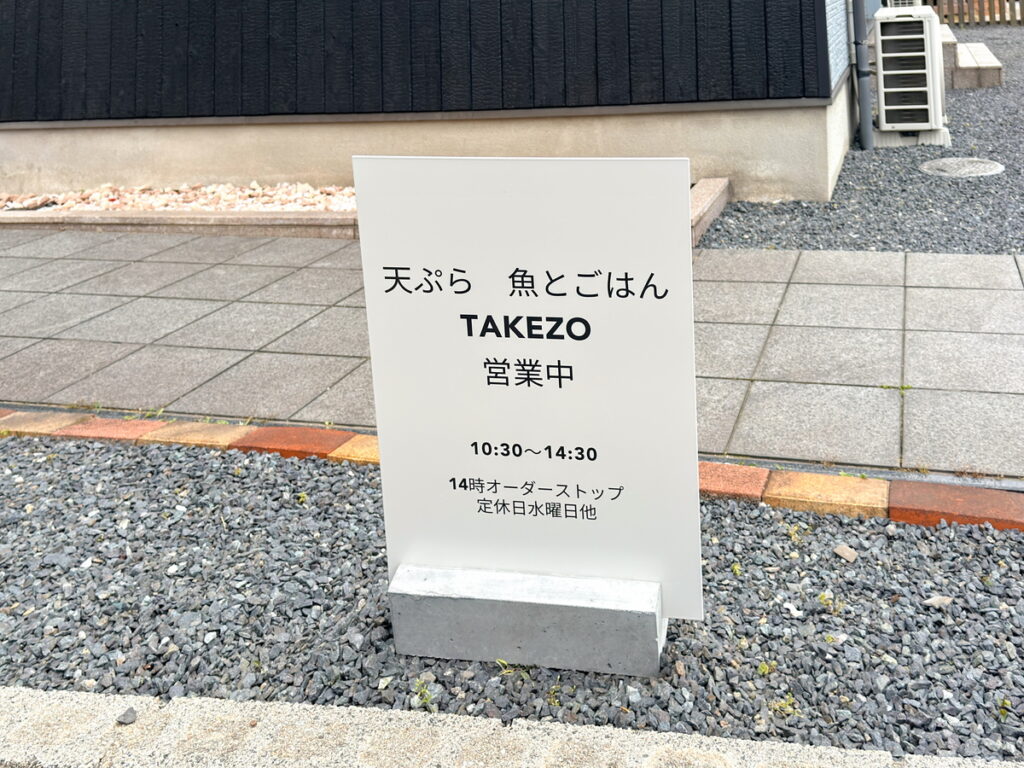 天ぷら　魚とごはん
TAKEZO
営業中
10:30〜14:30
14時オーダーストップ
定休日水曜日他